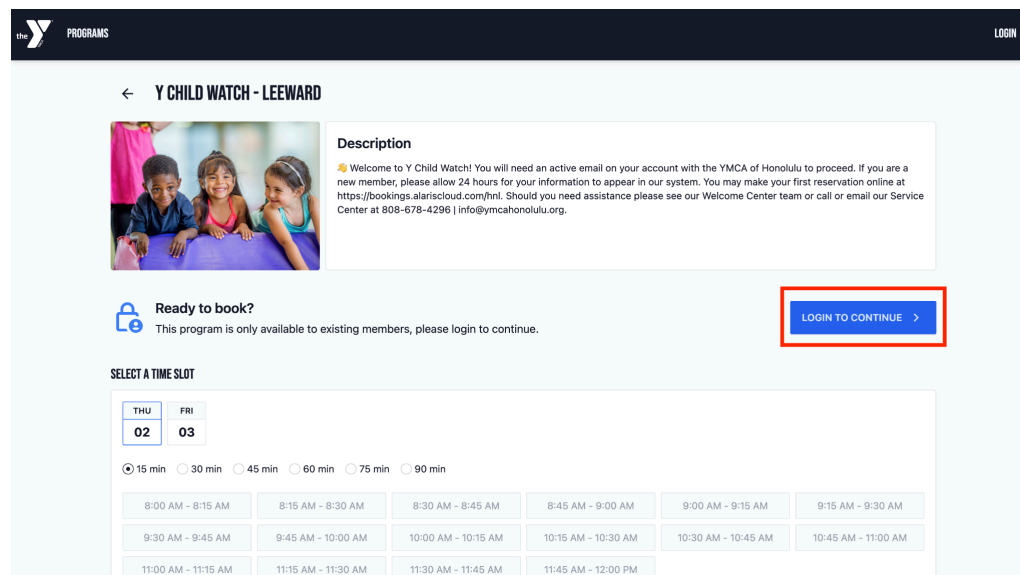 the Y PROGRAMS LOGIN
← Y CHILD WATCH - LEEWARD
Description
👋 Welcome to Y Child Watch! You will need an active email on your account with the YMCA of Honolulu to proceed. If you are a
new member, please allow 24 hours for your information to appear in our system. You may make your first reservation online at
https://bookings.alariscloud.com/hnl. Should you need assistance please see our Welcome Center team or call or email our Service
Center at 808-678-4296 | info@ymcahonolulu.org.
Ready to book?
This program is only available to existing members, please login to continue.
LOGIN TO CONTINUE >
SELECT A TIME SLOT
THU FRI
02 03
15 min 30 min 45 min 60 min 75 min 90 min
8:00 AM - 8:15 AM 8:15 AM - 8:30 AM 8:30 AM - 8:45 AM 8:45 AM - 9:00 AM 9:00 AM - 9:15 AM 9:15 AM - 9:30 AM
9:30 AM - 9:45 AM 9:45 AM - 10:00 AM 10:00 AM - 10:15 AM 10:15 AM - 10:30 AM 10:30 AM - 10:45 AM 10:45 AM - 11:00 AM
11:00 AM - 11:15 AM 11:15 AM - 11:30 AM 11:30 AM - 11:45 AM 11:45 AM - 12:00 PM